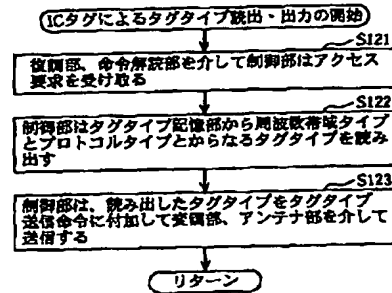 ICタグによるタグタイプ読出・出力の開始
S121
復調部、命令解読部を介して制御部はアクセス
要求を受け取る
S122
制御部はタグタイプ記憶部から周波数帯域タイプ
とプロトコルタイプとからなるタグタイプを読み
出す
S123
制御部は、読み出したタグタイプをタグタイプ
送信命令に付加して変調部、アンテナ部を介して
送信する
リターン